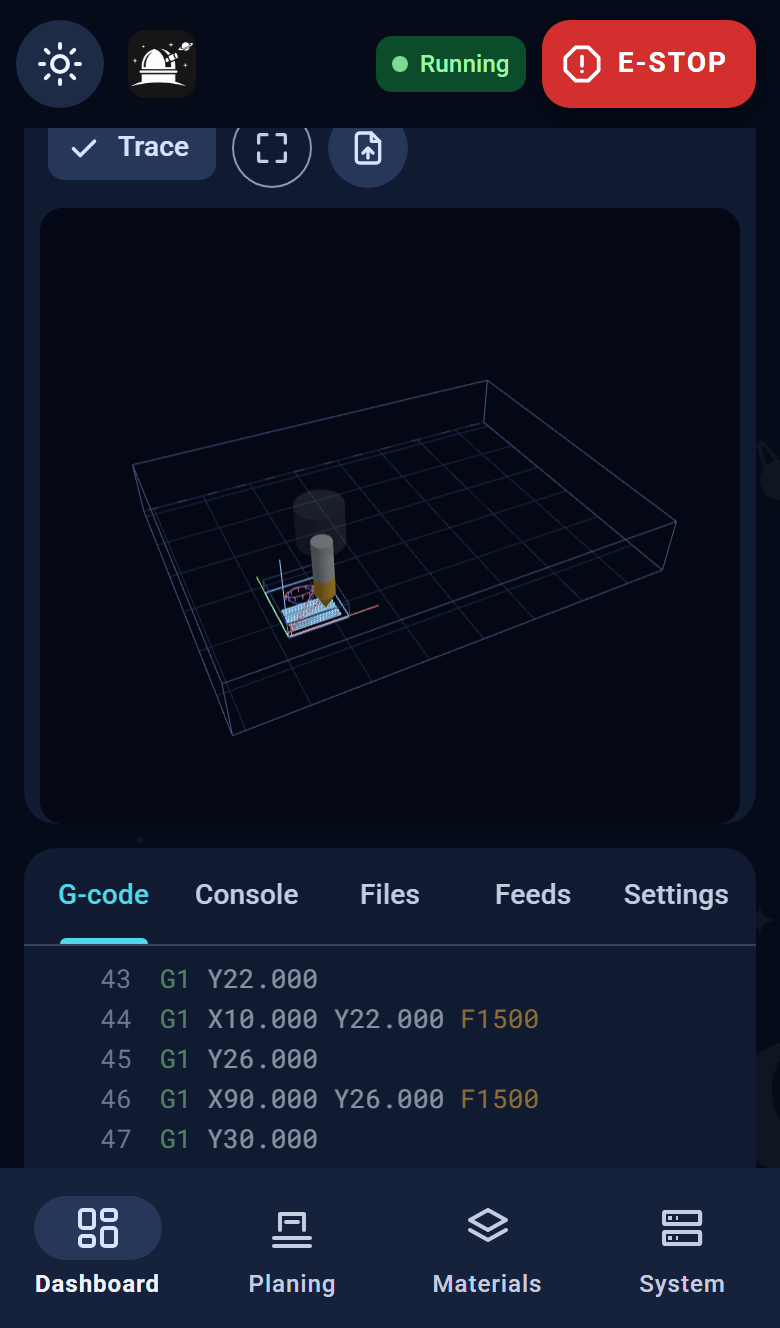 Running
E-STOP
Trace
G-code Console Files Feeds Settings
43 G1 Y22.000
44 G1 X10.000 Y22.000 F1500
45 G1 Y26.000
46 G1 X90.000 Y26.000 F1500
47 G1 Y30.000
Dashboard Planing Materials System